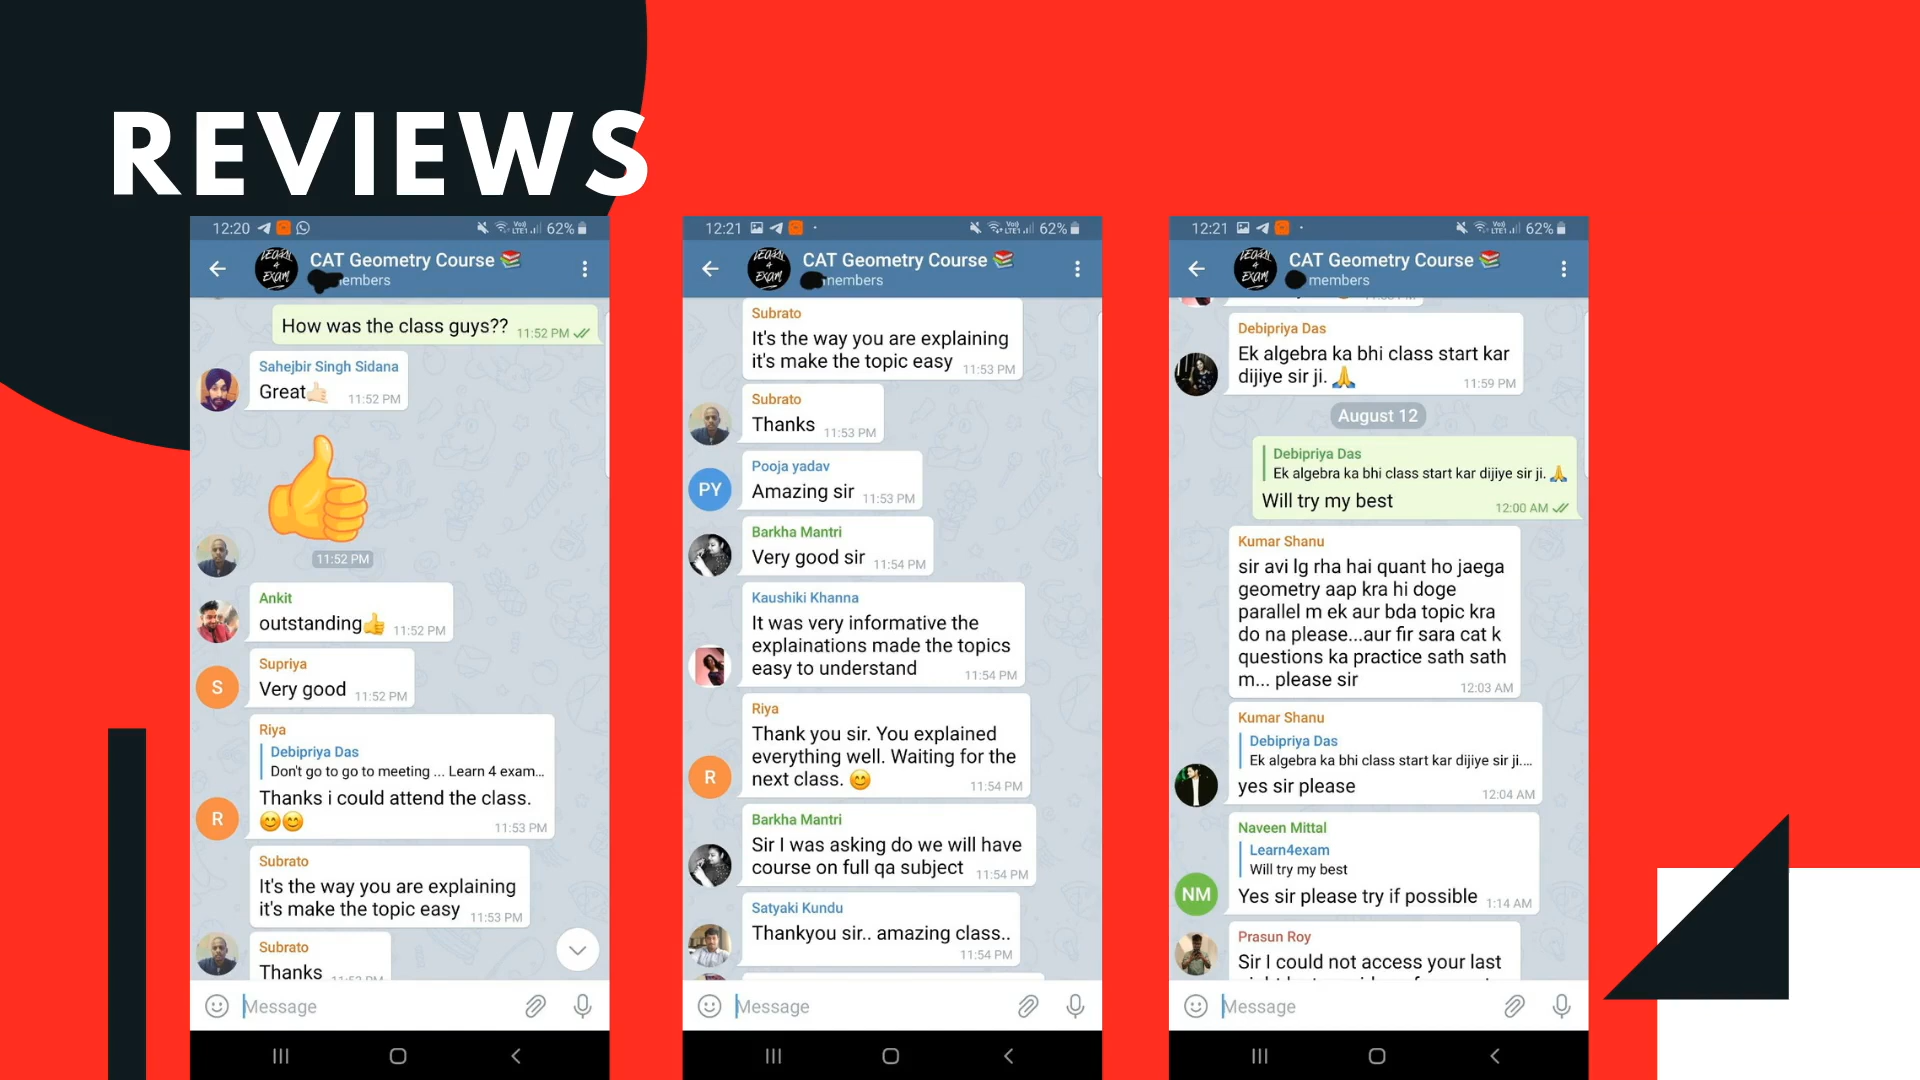 REVIEWS
12:20
62%
LEARN
4
EXAM
CAT Geometry Course
embers
How was the class guys??
11:52 PM
Sahejbir Singh Sidana
Great
11:52 PM
11:52 PM
Ankit
outstanding
11:52 PM
S
Supriya
Very good
11:52 PM
Riya
Debipriya Das
Don't go to go to meeting ... Learn 4 exam...
Thanks i could attend the class.
R
11:53 PM
Subrato
It's the way you are explaining
it's make the topic easy
11:53 PM
Subrato
Thanks
Message
12:21
VoI)
LTE1
62%
LEARN
4
EXAM
CAT Geometry Course
nembers
Subrato
It's the way you are explaining
it's make the topic easy
11:53 PM
Subrato
Thanks
11:53 PM
PY
Pooja yadav
Amazing sir
11:53 PM
Barkha Mantri
Very good sir
11:54 PM
Kaushiki Khanna
It was very informative the
explainations made the topics
easy to understand
11:54 PM
Riya
Thank you sir. You explained
everything well. Waiting for the
next class.
R
11:54 PM
Barkha Mantri
Sir I was asking do we will have
course on full qa subject
11:54 PM
Satyaki Kundu
Thankyou sir.. amazing class..
11:54 PM
Message
12:21
62%
LEARN
4
EXAM
CAT Geometry Course
members
Debipriya Das
Ek algebra ka bhi class start kar
dijiye sir ji.
11:59 PM
August 12
Debipriya Das
Ek algebra ka bhi class start kar dijiye sir ji.
Will try my best
12:00 AM
Kumar Shanu
sir avi lg rha hai quant ho jaega
geometry aap kra hi doge
parallel m ek aur bda topic kra
do na please...aur fir sara cat k
questions ka practice sath sath
m... please sir
12:03 AM
Kumar Shanu
Debipriya Das
Ek algebra ka bhi class start kar dijiye sir ji....
yes sir please
12:04 AM
Naveen Mittal
Learn4exam
Will try my best
NM
Yes sir please try if possible
1:14 AM
Prasun Roy
Sir I could not access your last
Message